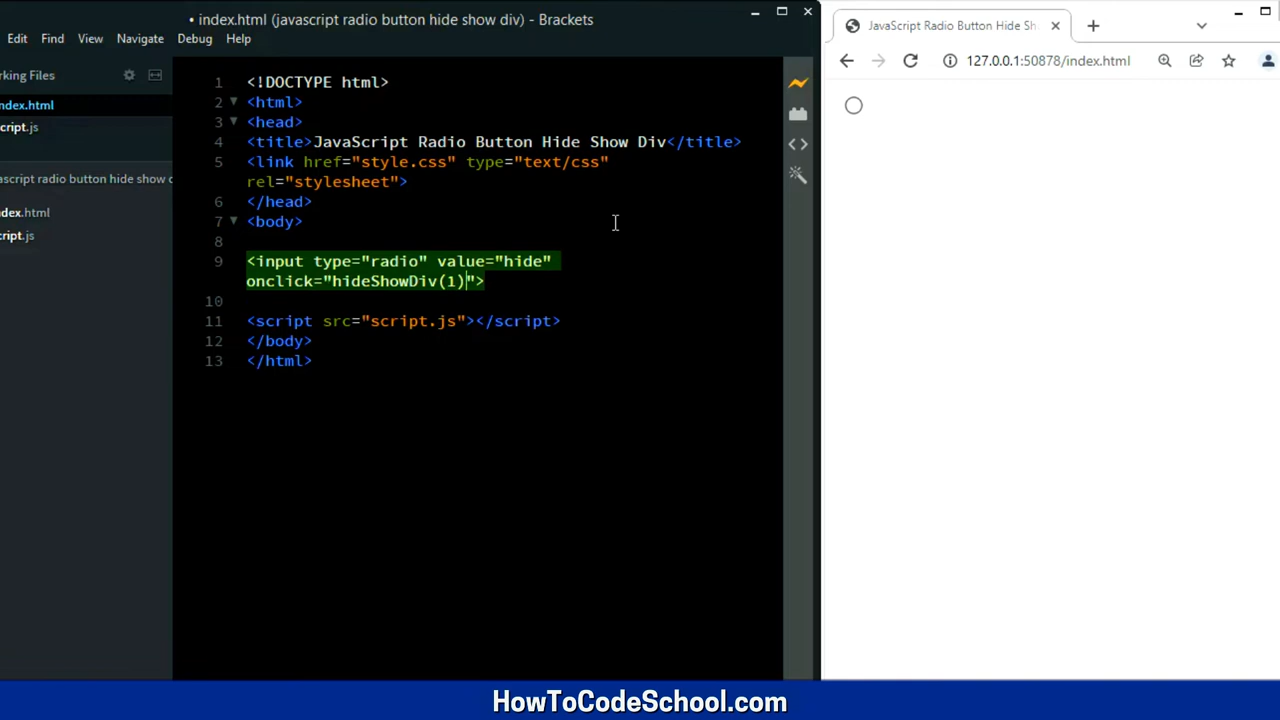 • index.html (javascript radio button hide show div) - Brackets
Edit Find View Navigate Debug Help
rking Files
ndex.html
cript.js
ascript radio button hide show d
ndex.html
ript.js
1 <!DOCTYPE html>
2 <html>
3 <head>
4 <title>JavaScript Radio Button Hide Show Div</title>
5 <link href="style.css" type="text/css"
rel="stylesheet">
6 </head>
7 <body>
8
9 <input type="radio" value="hide"
onclick="hideShowDiv(1)">
10
11 <script src="script.js"></script>
12 </body>
13 </html>
JavaScript Radio Button Hide Sh
127.0.0.1:50878/index.html
HowToCodeSchool.com